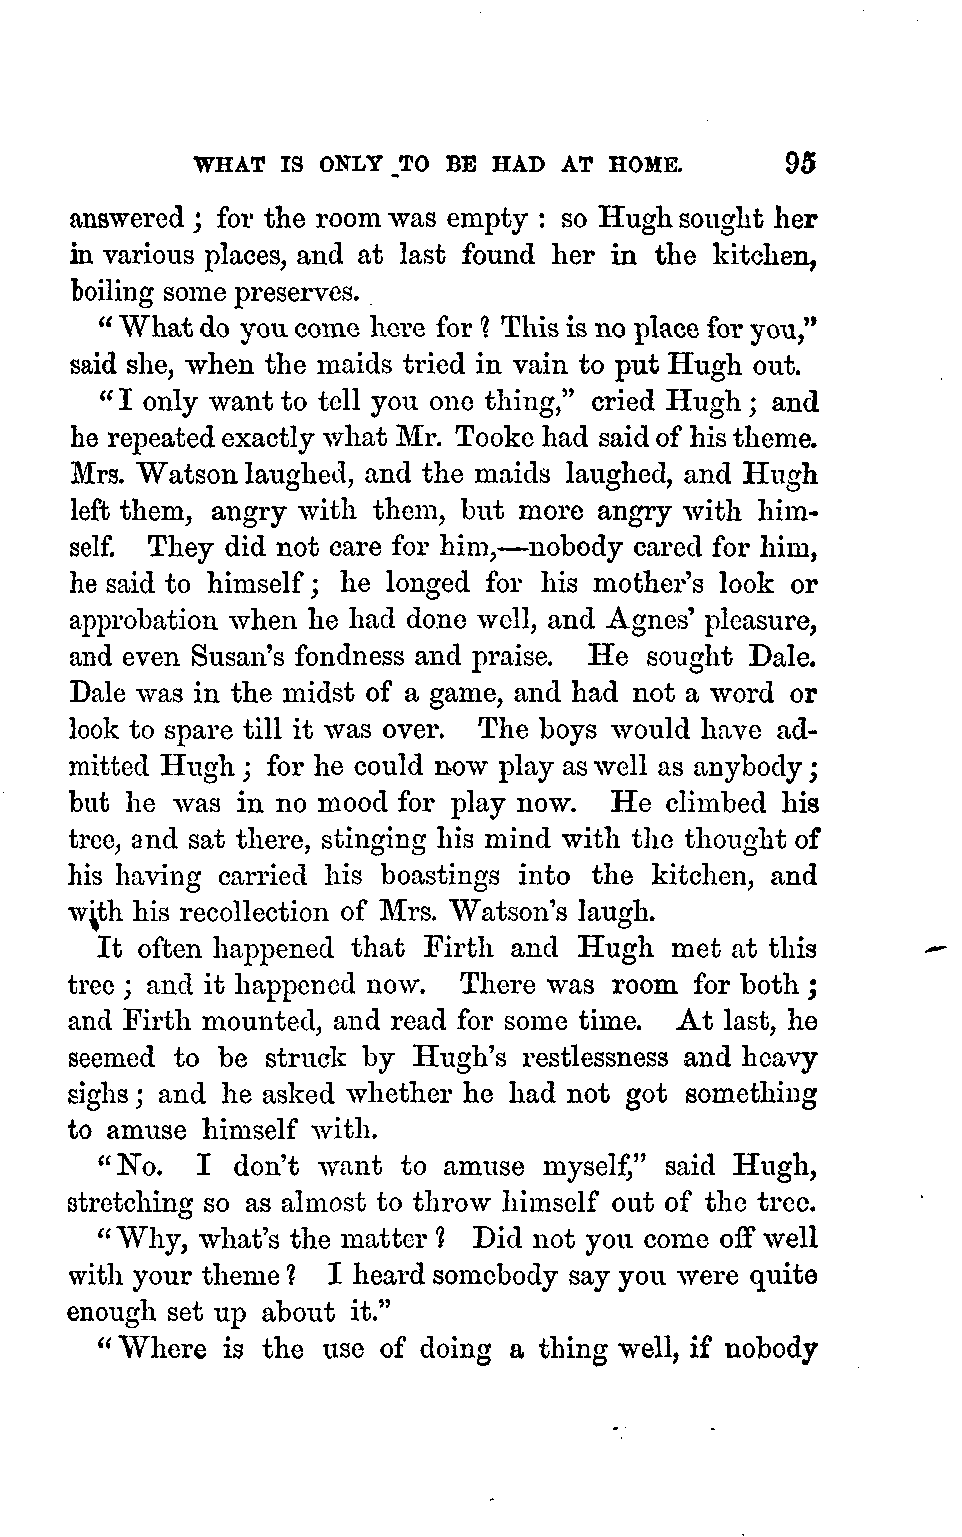 WHAT IS ONLY TO BE HAD AT HOME. 95
answered ; for the room was empty : so Hugh sought her
in various places, and at last found her in the kitchen,
boiling some preserves.
"What do you come here for ? This is no place for you,"
said she, when the maids tried in vain to put Hugh out.
"I only want to tell you one thing," cried Hugh ; and
he repeated exactly what Mr. Tooke had said of his theme.
Mrs. Watson laughed, and the maids laughed, and Hugh
left them, angry with them, but more angry with him-
self. They did not care for him,—nobody cared for him,
he said to himself ; he longed for his mother's look or
approbation when he had done well, and Agnes' pleasure,
and even Susan's fondness and praise. He sought Dale.
Dale was in the midst of a game, and had not a word or
look to spare till it was over. The boys would have ad-
mitted Hugh ; for he could now play as well as anybody ;
but he was in no mood for play now. He climbed his
tree, and sat there, stinging his mind with the thought of
his having carried his boastings into the kitchen, and
with his recollection of Mrs. Watson's laugh.
It often happened that Firth and Hugh met at this
tree ; and it happened now. There was room for both ;
and Firth mounted, and read for some time. At last, he
seemed to be struck by Hugh's restlessness and heavy
sighs ; and he asked whether he had not got something
to amuse himself with.
"No. I don't want to amuse myself," said Hugh,
stretching so as almost to throw himself out of the tree.
"Why, what's the matter ? Did not you come off well
with your theme ? I heard somebody say you were quite
enough set up about it."
"Where is the use of doing a thing well, if nobody